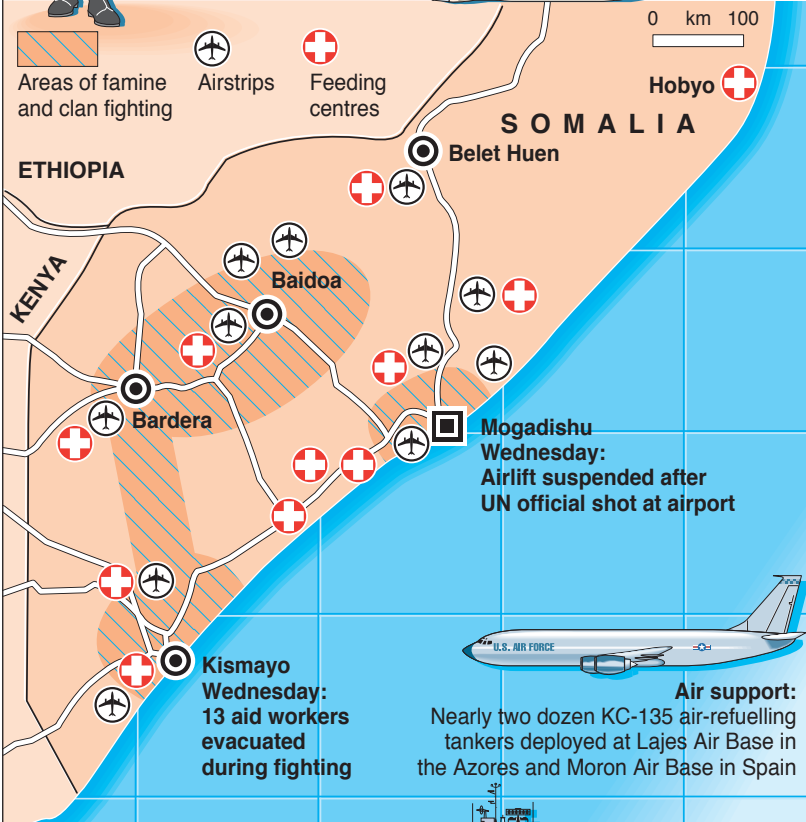 0 km 100
Areas of famine
and clan fighting
Airstrips
Feeding
centres
Hobyo
SOMALIA
ETHIOPIA
Belet Huen
KENYA
Baidoa
Bardera
Mogadishu
Wednesday:
Airlift suspended after
UN official shot at airport
U.S. AIR FORCE
Kismayo
Wednesday:
13 aid workers
evacuated
during fighting
Air support:
Nearly two dozen KC-135 air-refuelling
tankers deployed at Lajes Air Base in
the Azores and Moron Air Base in Spain